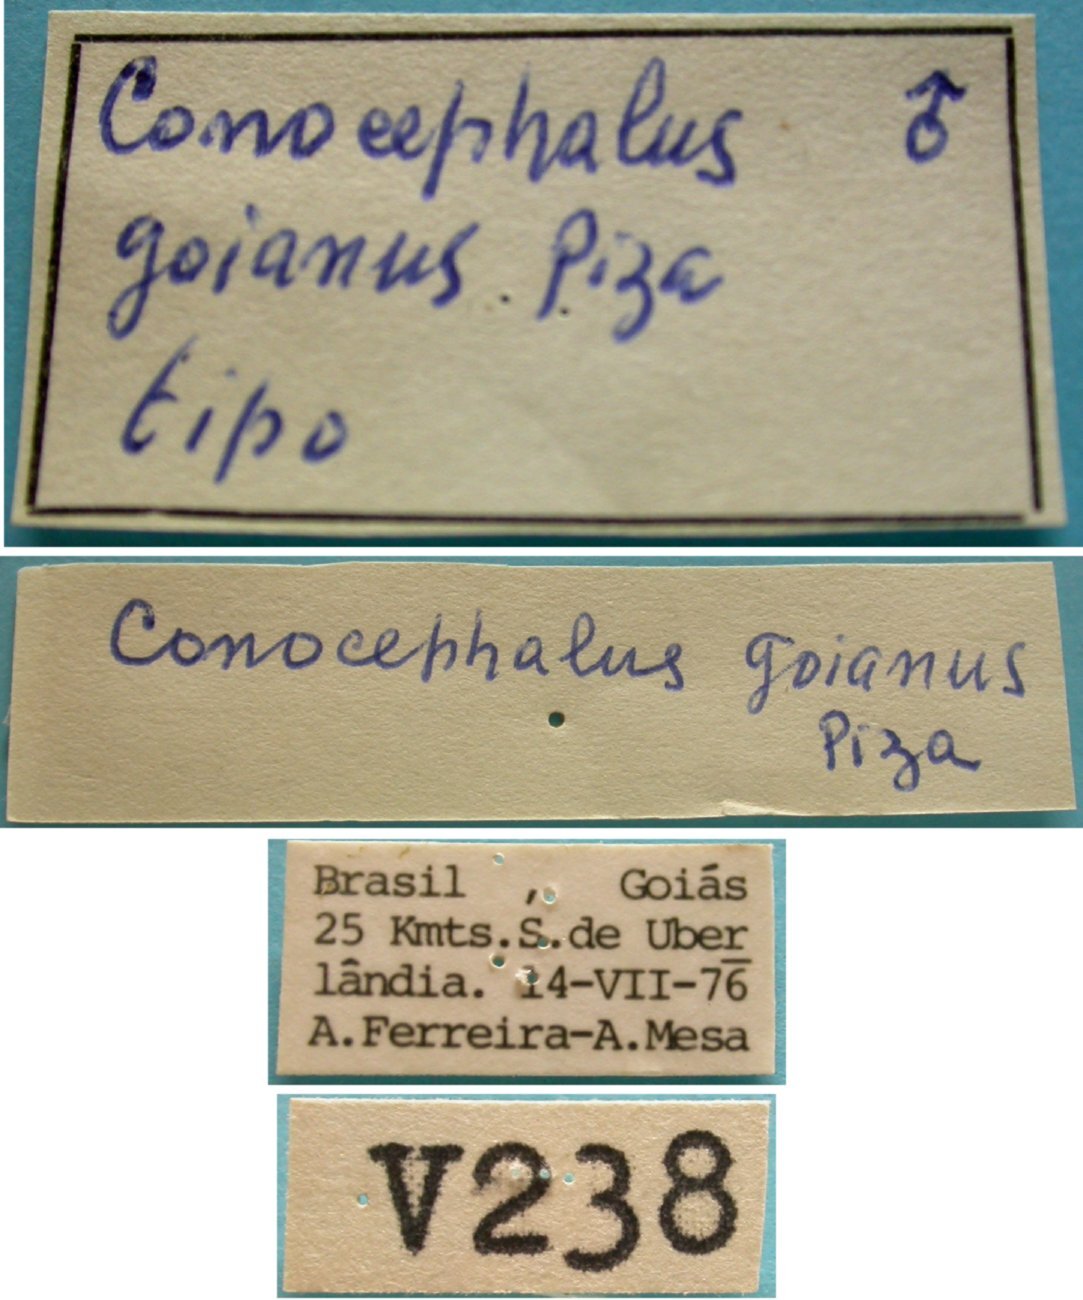 Conocephalus ♂
goianus. Piza
tipo
Conocephalus goianus
Piza
Brasil , Goiás
25 Kmts.S.de Uber
lândia. 14-VII-76
A.Ferreira-A.Mesa
V238